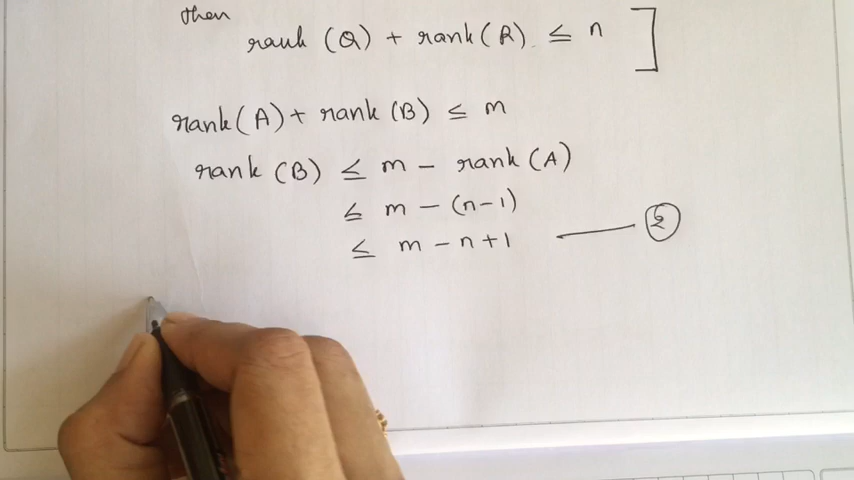 then
rank (Q) + rank (R) ≤ n ]
rank(A) + rank (B) ≤ m
rank (B) ≤ m - rank (A)
≤ m - (n-1)
≤ m - n + 1 —— ②